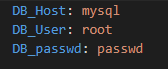 DB_Host: mysql
DB_User: root
DB_passwd: passwd